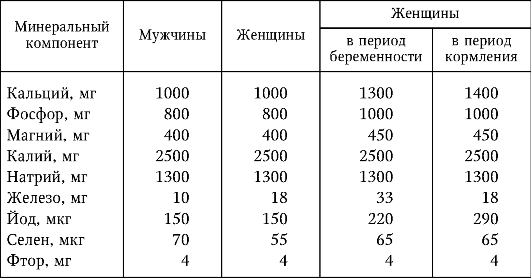 Минеральный компонент Мужчины Женщины Женщины
в период беременности в период кормления
Кальций, мг 1000 1000 1300 1400
Фосфор, мг 800 800 1000 1000
Магний, мг 400 400 450 450
Калий, мг 2500 2500 2500 2500
Натрий, мг 1300 1300 1300 1300
Железо, мг 10 18 33 18
Йод, мкг 150 150 220 290
Селен, мкг 70 55 65 65
Фтор, мг 4 4 4 4